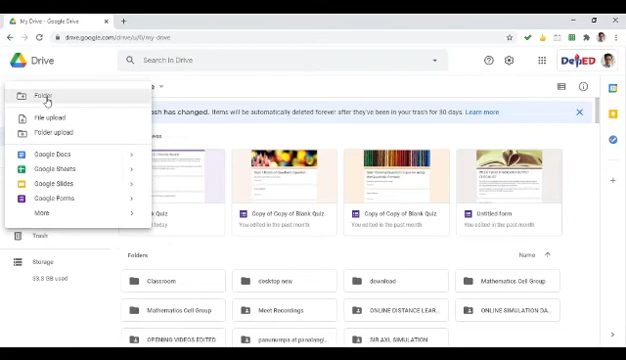 My Drive - Google Drive
drive.google.com/drive/u/0/my-drive
Drive
Search in Drive
DepED
Folder
File upload
Folder upload
Google Docs
Google Sheets
Google Slides
Google Forms
More
Trash
Storage
33.3 GB used
sh has changed. Items will be automatically deleted forever after they've been in your trash for 30 days. Learn more
k Quiz
Copy of Copy of Blank Quiz
You edited in the past month
Copy of Copy of Blank Quiz
You edited in the past month
Untitled form
You edited in the past month
today
Folders
Name
Classroom
desktop new
download
Mathematics Cell Group
Mathematics Cell Group
Meet Recordings
ONLINE DISTANCE LEAR...
ONLINE SIMULATION DA...
OPENING VIDEOS EDITED
SIR AXL SIMULATION